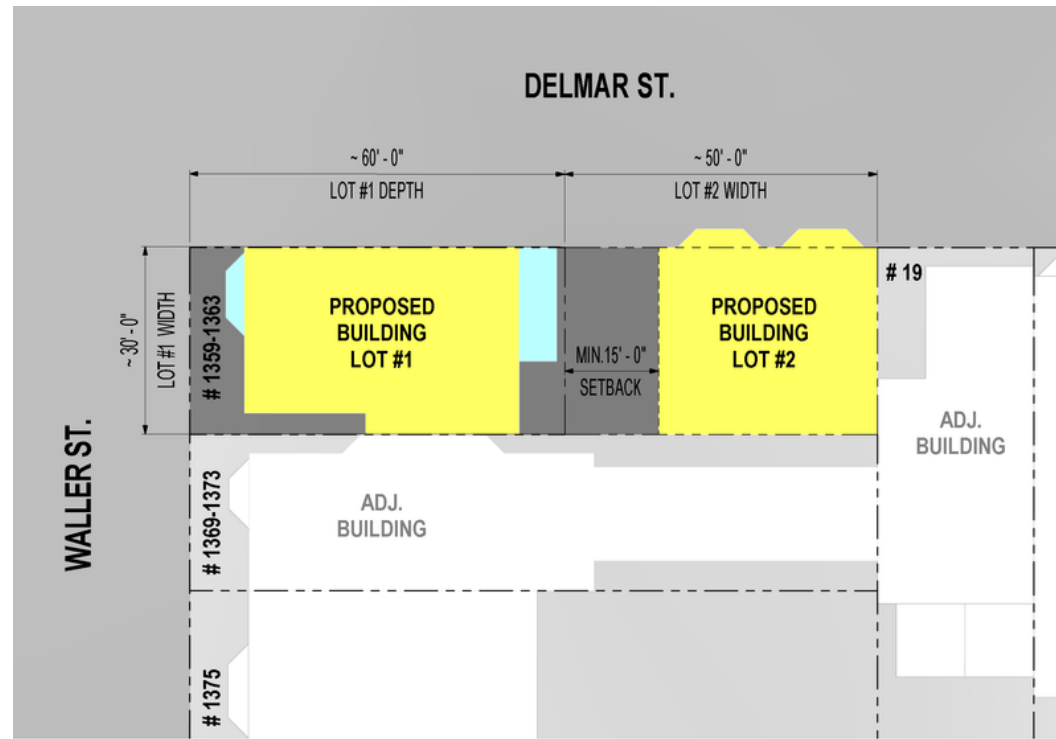 DELMAR ST.
~ 60' - 0"
LOT #1 DEPTH
~ 50' - 0"
LOT #2 WIDTH
~ 30' - 0"
LOT #1 WIDTH
# 1359-1363
PROPOSED
BUILDING
LOT #1
MIN.15' - 0"
SETBACK
PROPOSED
BUILDING
LOT #2
# 19
ADJ.
BUILDING
WALLER ST.
# 1369-1373
ADJ.
BUILDING
# 1375